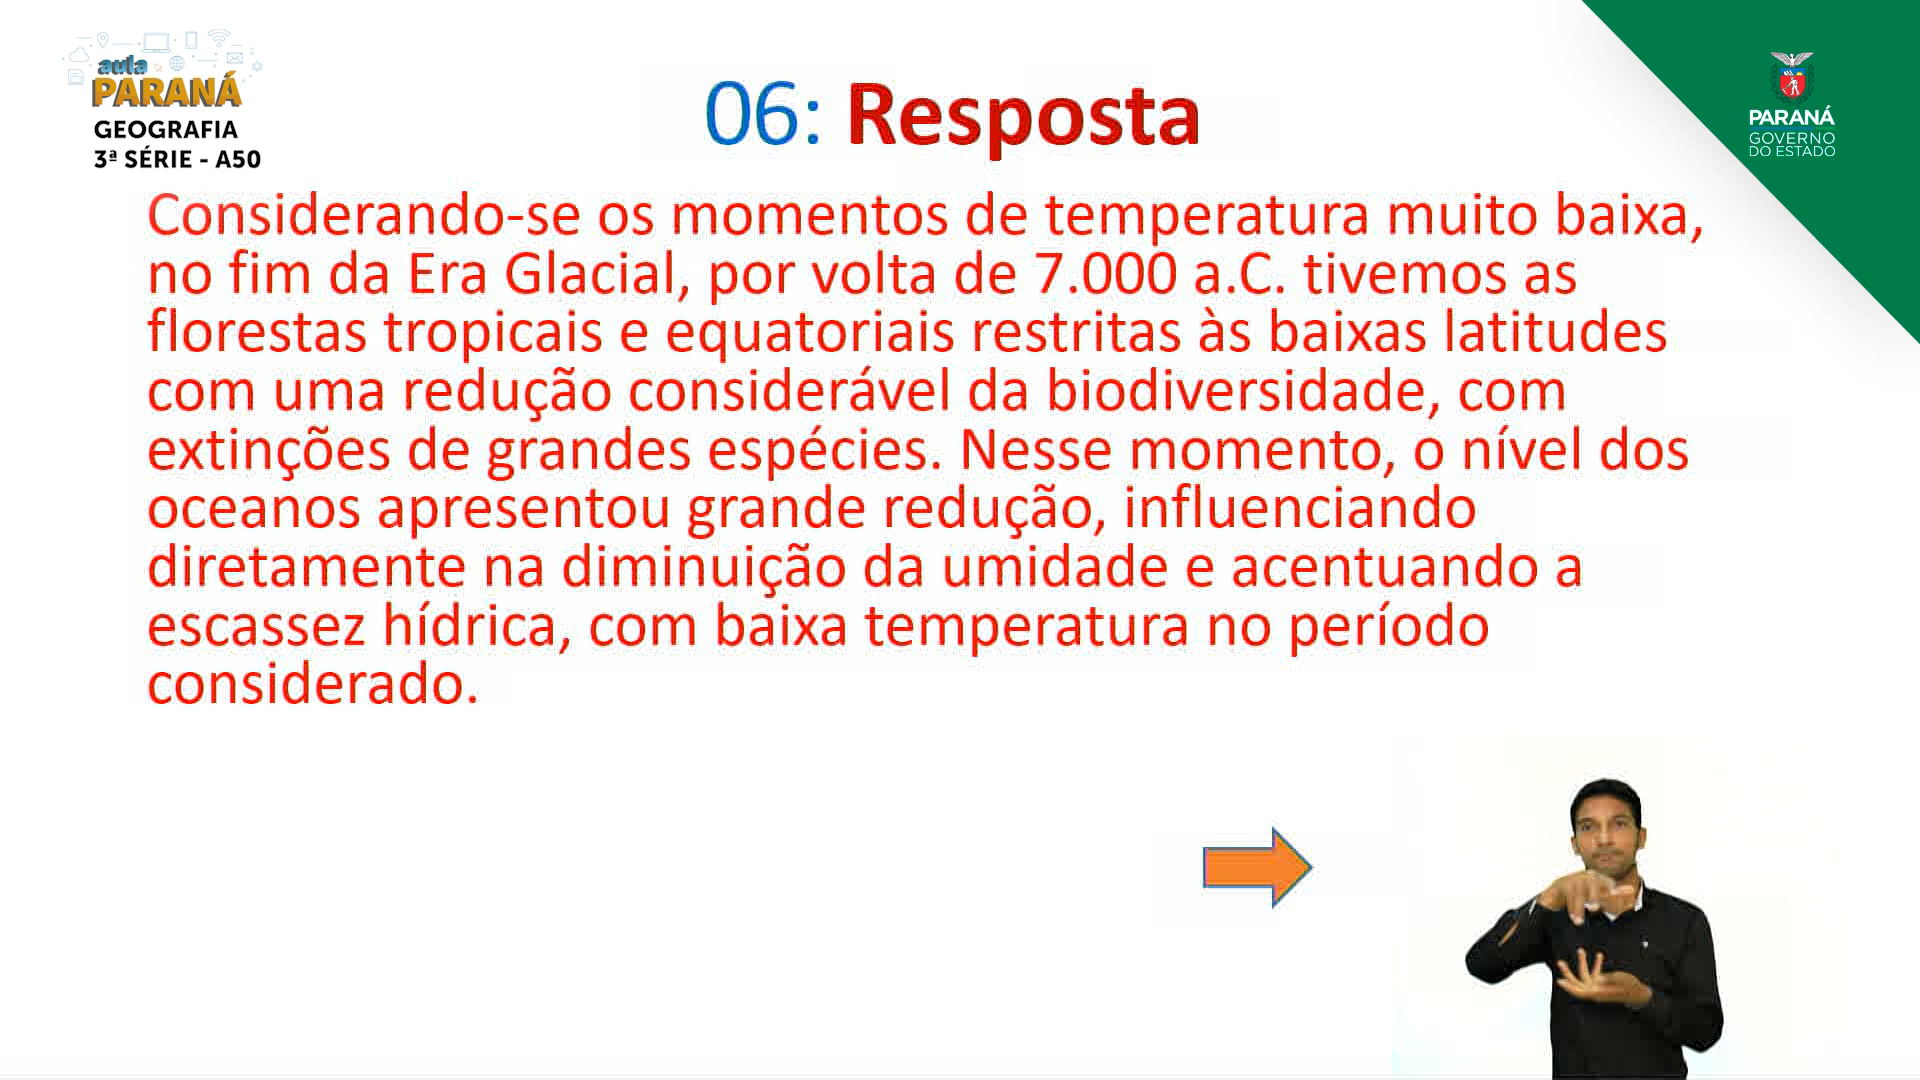 aula
PARANÁ
GEOGRAFIA
3ª SÉRIE - A50
06: Resposta
PARANÁ
GOVERNO
DO ESTADO
Considerando-se os momentos de temperatura muito baixa,
no fim da Era Glacial, por volta de 7.000 a.C. tivemos as
florestas tropicais e equatoriais restritas às baixas latitudes
com uma redução considerável da biodiversidade, com
extinções de grandes espécies. Nesse momento, o nível dos
oceanos apresentou grande redução, influenciando
diretamente na diminuição da umidade e acentuando a
escassez hídrica, com baixa temperatura no período
considerado.